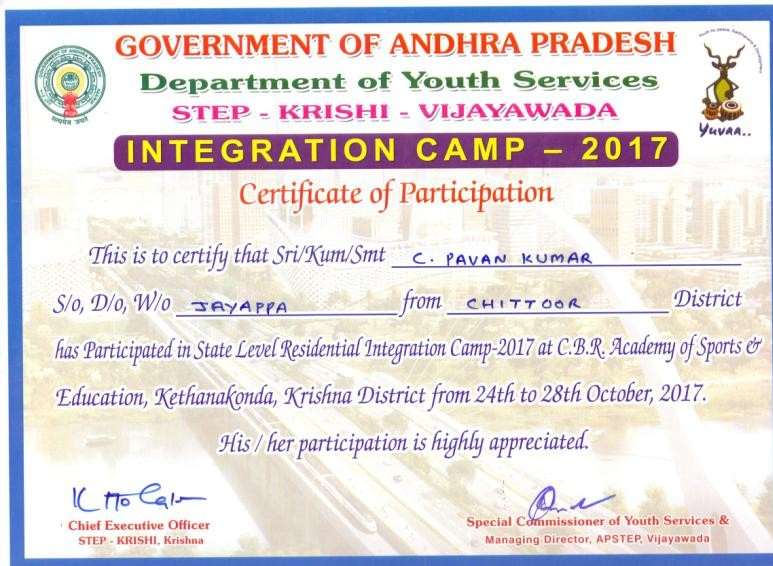 GOVERNMENT OF ANDHRA PRADESH
Department of Youth Services
STEP - KRISHI - VIJAYAWADA
सत्यमेव जयते
Yuvaa..
INTEGRATION CAMP – 2017
Certificate of Participation
This is to certify that Sri/Kum/Smt C. PAVAN KUMAR
S/o, D/o, W/o JAYAPPA from CHITTOOR District
has Participated in State Level Residential Integration Camp-2017 at C.B.R. Academy of Sports &
Education, Kethanakonda, Krishna District from 24th to 28th October, 2017.
His / her participation is highly appreciated.
Chief Executive Officer
STEP - KRISHI, Krishna
Special Commissioner of Youth Services &
Managing Director, APSTEP, Vijayawada